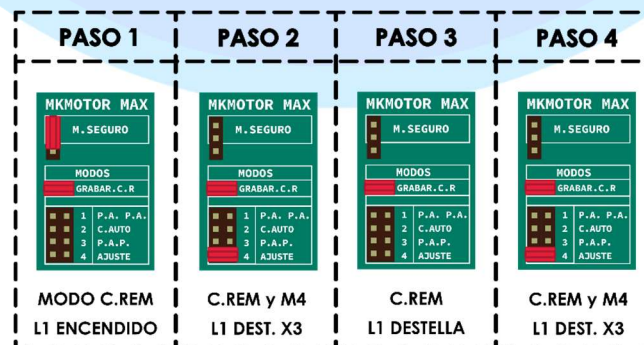 PASO 1
MKMOTOR MAX
M.SEGURO
MODOS
GRABAR.C.R
1 P.A. P.A.
2 C.AUTO
3 P.A.P.
4 AJUSTE
MODO C.REM
L1 ENCENDIDO
PASO 2
MKMOTOR MAX
M.SEGURO
MODOS
GRABAR.C.R
1 P.A. P.A.
2 C.AUTO
3 P.A.P.
4 AJUSTE
C.REM y M4
L1 DEST. X3
PASO 3
MKMOTOR MAX
M.SEGURO
MODOS
GRABAR.C.R
1 P.A. P.A.
2 C.AUTO
3 P.A.P.
4 AJUSTE
C.REM
L1 DESTELLA
PASO 4
MKMOTOR MAX
M.SEGURO
MODOS
GRABAR.C.R
1 P.A. P.A.
2 C.AUTO
3 P.A.P.
4 AJUSTE
C.REM y M4
L1 DEST. X3